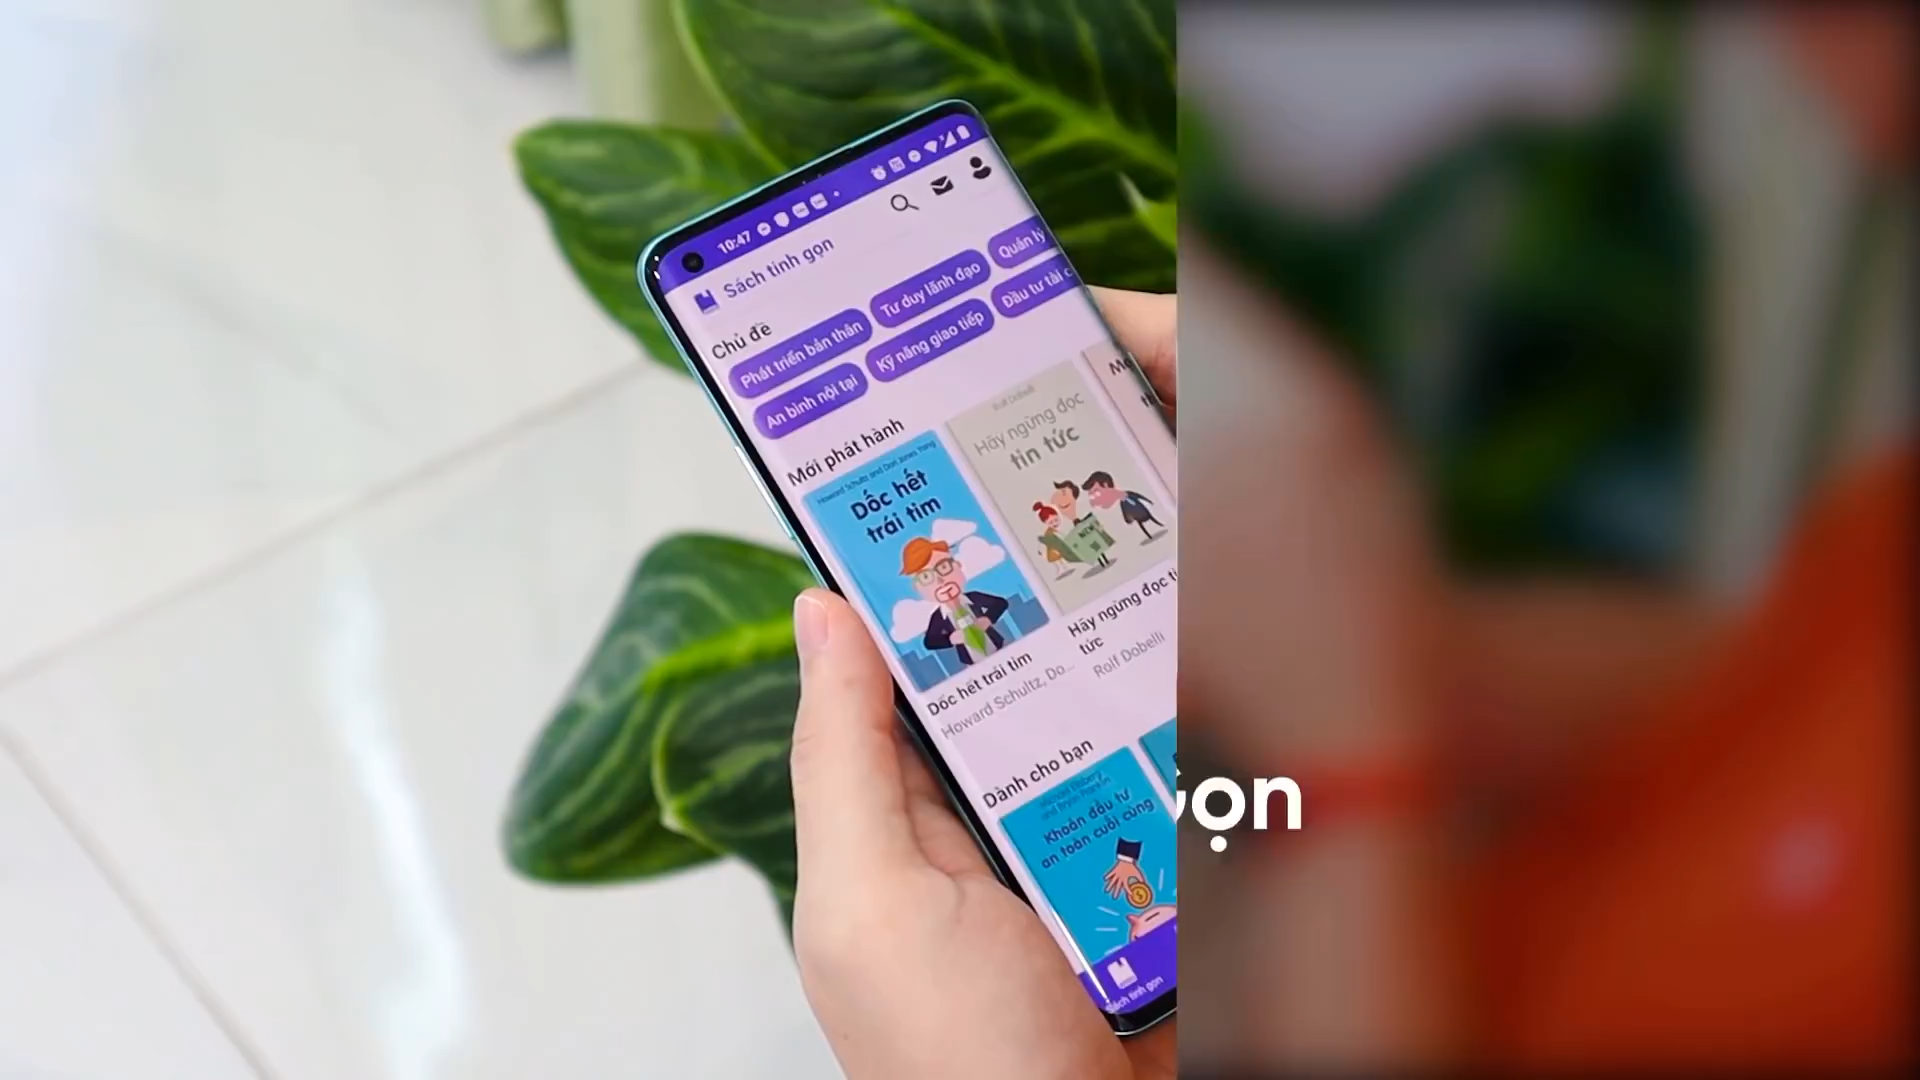 10:47
Sách tinh gọn
Chủ đề
Phát triển bản thân
Tư duy lãnh đạo
Quản lý
An bình nội tại
Kỹ năng giao tiếp
Đầu tư tài c
Mới phát hành
Howard Schultz and Dori Jones Yang
Dốc hết
trái tim
Rolf Dobelli
Hãy ngừng đọc
tin tức
Dốc hết trái tim
Howard Schultz, Do...
Hãy ngừng đọc ti
tức
Rolf Dobelli
Dành cho bạn
Khoản đầu tư
an toàn cuối cùng
Sách tinh gọn
Gọn